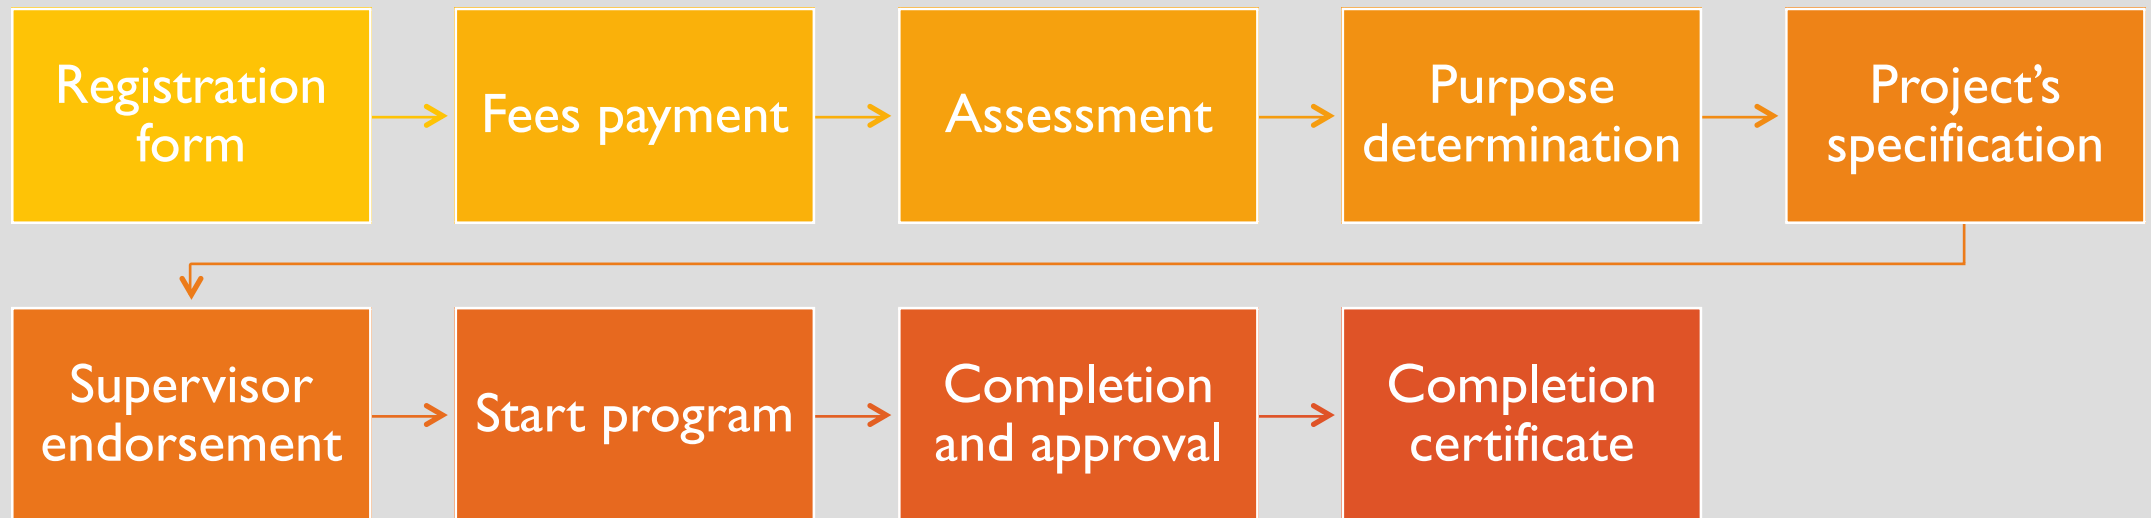 Registration
form
Fees payment
Assessment
Purpose
determination
Project’s
specification
Supervisor
endorsement
Start program
Completion
and approval
Completion
certificate